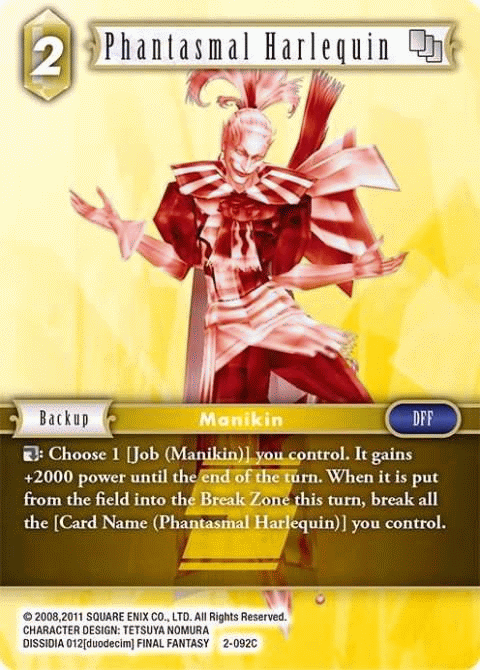 2
Phantasmal Harlequin
Backup
Manikin
DFF
: Choose 1 [Job (Manikin)] you control. It gains
+2000 power until the end of the turn. When it is put
from the field into the Break Zone this turn, break all
the [Card Name (Phantasmal Harlequin)] you control.
© 2008,2011 SQUARE ENIX CO., LTD. All Rights Reserved.
CHARACTER DESIGN: TETSUYA NOMURA
DISSIDIA 012[duodecim] FINAL FANTASY 2-092C